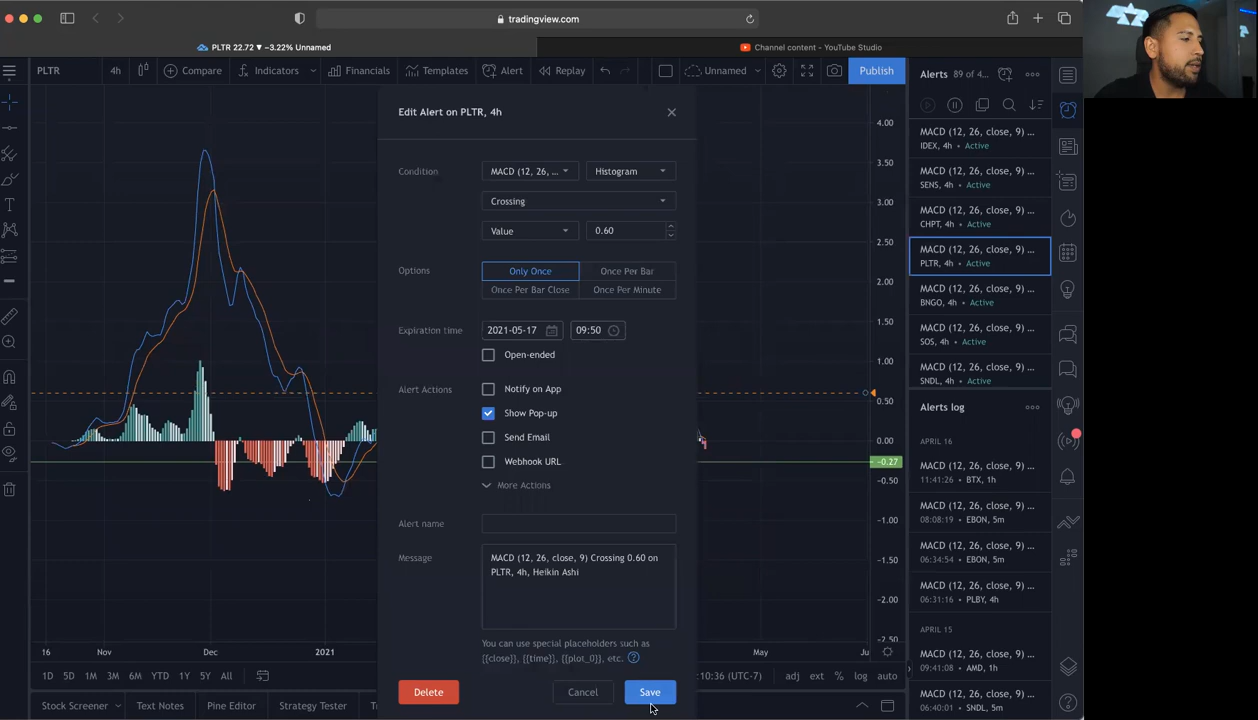 tradingview.com
PLTR 22.72 ▼ −3.22% Unnamed
Channel content - YouTube Studio
PLTR 4h Compare Indicators Financials Templates Alert Replay Unnamed Publish
Alerts 89 of 4...
Edit Alert on PLTR, 4h
Condition MACD (12, 26, ... Histogram
Crossing
Value 0.60
Options Only Once Once Per Bar
Once Per Bar Close Once Per Minute
Expiration time 2021-05-17 09:50
Open-ended
Alert Actions Notify on App
Show Pop-up
Send Email
Webhook URL
More Actions
Alert name
Message MACD (12, 26, close, 9) Crossing 0.60 on
PLTR, 4h, Heikin Ashi
You can use special placeholders such as
{{close}}, {{time}}, {{plot_0}}, etc.
Delete Cancel Save
4.00
3.50
3.00
2.50
2.00
1.50
1.00
0.50
0.00
-0.27
-0.50
-1.00
-1.50
-2.00
-2.50
16 Nov Dec 2021 May Ju
1D 5D 1M 3M 6M YTD 1Y 5Y All
:10:36 (UTC-7) adj ext % log auto
Stock Screener Text Notes Pine Editor Strategy Tester
MACD (12, 26, close, 9) ...
IDEX, 4h • Active
MACD (12, 26, close, 9) ...
SENS, 4h • Active
MACD (12, 26, close, 9) ...
CHPT, 4h • Active
MACD (12, 26, close, 9) ...
PLTR, 4h • Active
MACD (12, 26, close, 9) ...
BNGO, 4h • Active
MACD (12, 26, close, 9) ...
SOS, 4h • Active
MACD (12, 26, close, 9) ...
SNDL, 4h • Active
Alerts log
APRIL 16
MACD (12, 26, close, 9) ...
11:41:26 • BTX, 1h
MACD (12, 26, close, 9) ...
08:08:19 • EBON, 5m
MACD (12, 26, close, 9) ...
06:34:54 • EBON, 5m
MACD (12, 26, close, 9) ...
06:31:16 • PLBY, 4h
APRIL 15
MACD (12, 26, close, 9) ...
09:41:08 • AMD, 1h
MACD (12, 26, close, 9) ...
06:40:01 • SNDL, 5m